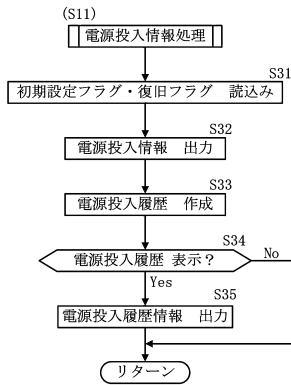 (S11)
電源投入情報処理
S31
初期設定フラグ・復旧フラグ 読込み
S32
電源投入情報 出力
S33
電源投入履歴 作成
S34
電源投入履歴 表示?
No
Yes
S35
電源投入履歴情報 出力
リターン